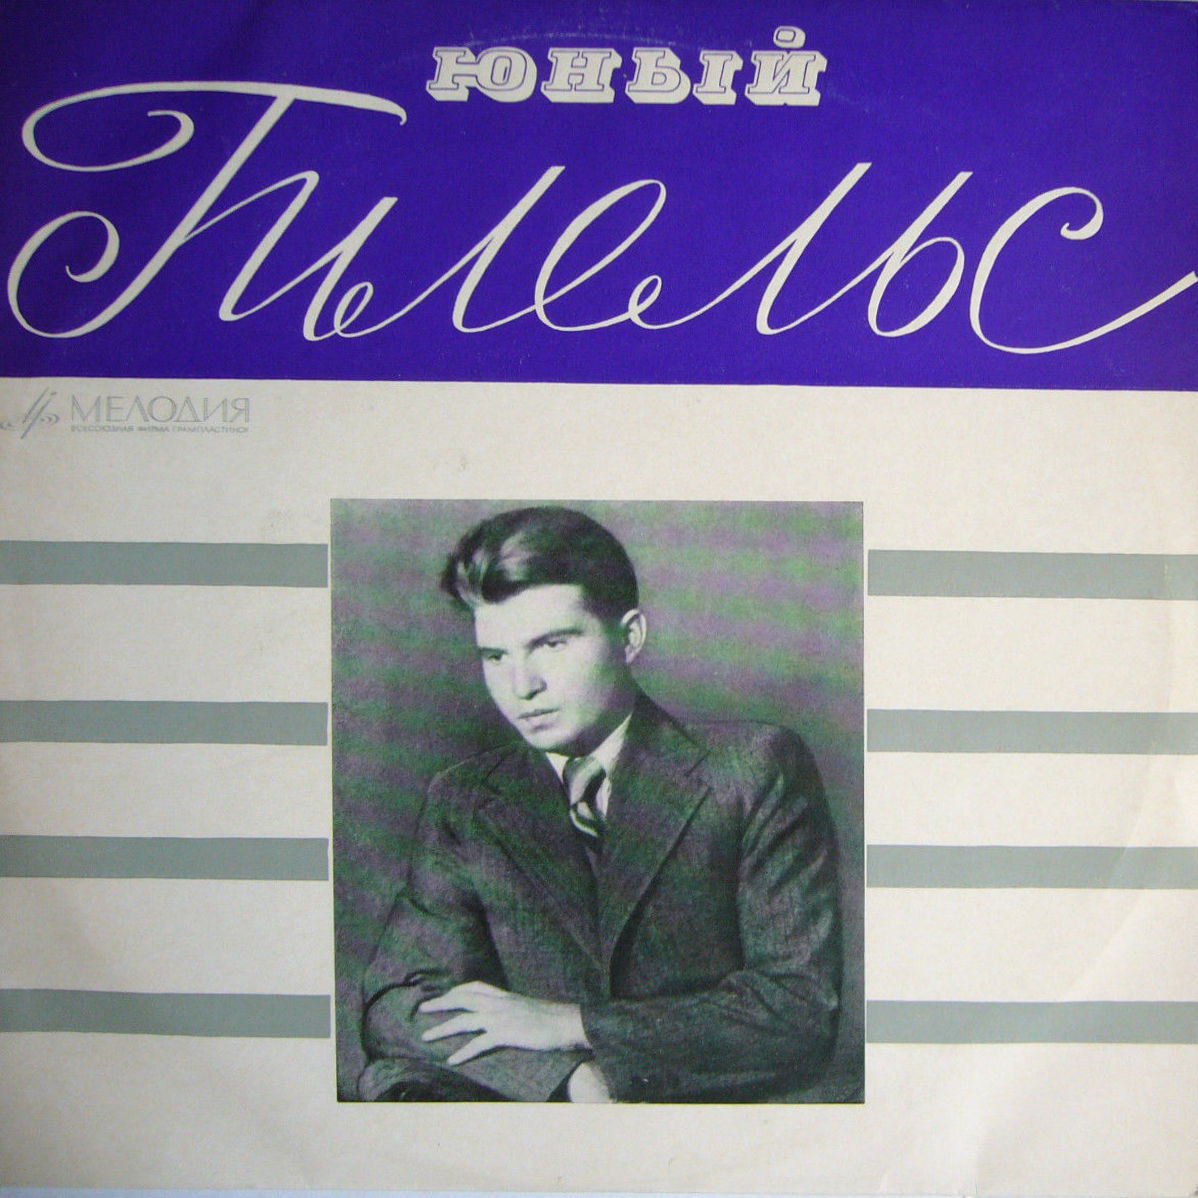 ЮНЫЙ
Гилельс
МЕЛОДИЯ
ВСЕСОЮЗНАЯ ФИРМА ГРАМПЛАСТИНОК